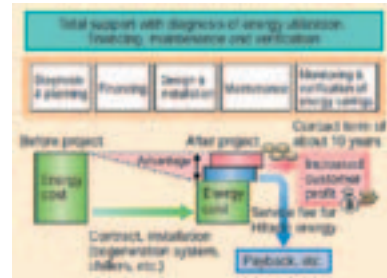 Total support with diagnosis of energy utilization,
financing, maintenance and verification
Diagnosis
& planning
Financing
Design &
installation
Maintenance
Monitoring &
verification of
energy savings
Before project
After project
Contract term of
about 10 years
Advantage
Energy
cost
Energy
cost
Increased
customer
profit
Service fee for
Hitachi energy
Contract, installation
(cogeneration system,
chillers, etc.)
Payback, etc.